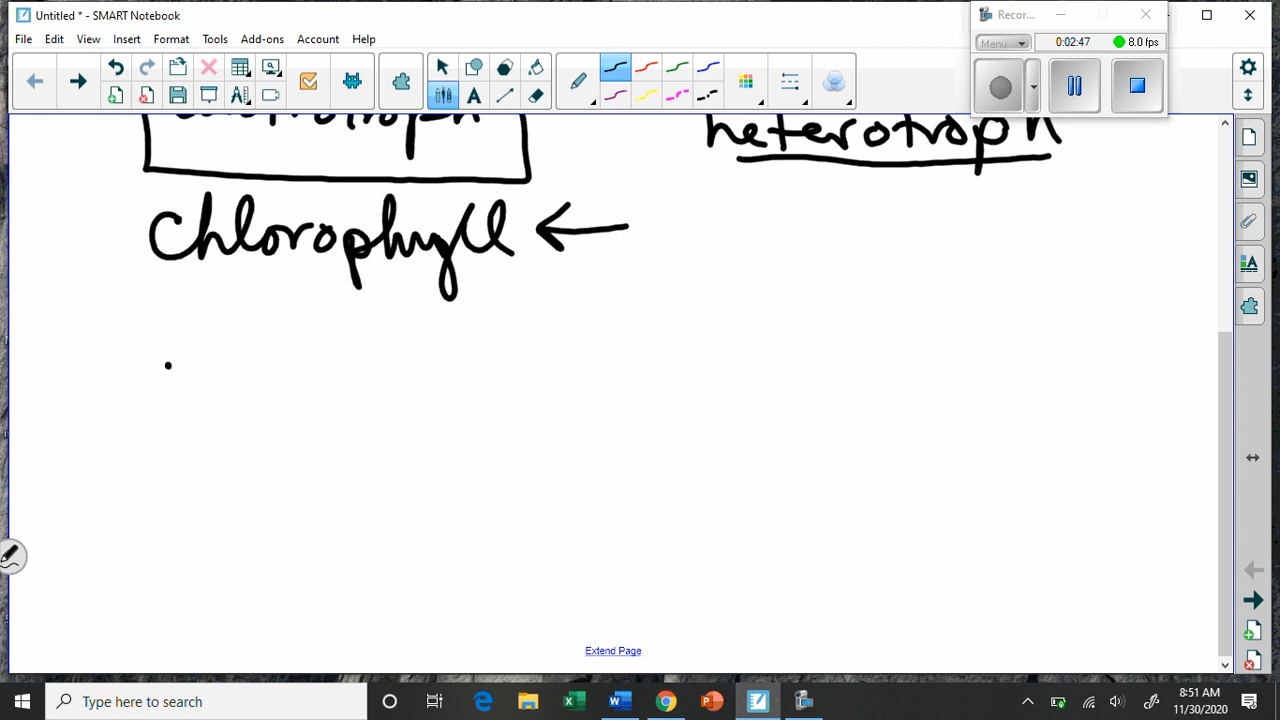 Untitled * - SMART Notebook
Recor...
File Edit View Insert Format Tools Add-ons Account Help
Menu 0:02:47 8.0 fps
autotroph heterotroph
chlorophyll
Extend Page
Type here to search
8:51 AM
11/30/2020